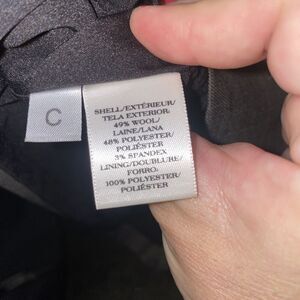 C
SHELL/EXTÉRIEUR/
TELA EXTERIOR:
49% WOOL/
LAINE/LANA
48% POLYESTER/
POLIÉSTER
3% SPANDEX
LINING/DOUBLURE/
FORRO:
100% POLYESTER/
POLIÉSTER